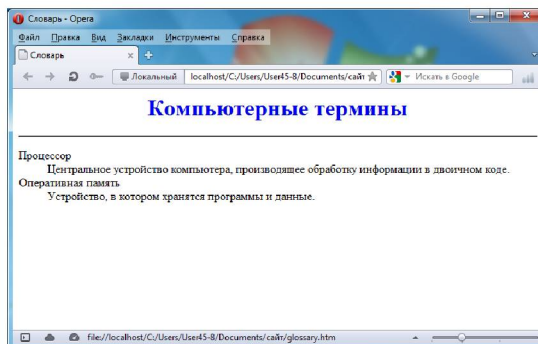 Словарь - Opera
Файл Правка Вид Закладки Инструменты Справка
Словарь
Локальный localhost/C:/Users/User45-8/Documents/сайт Искать в Google
Компьютерные термины
Процессор
Центральное устройство компьютера, производящее обработку информации в двоичном коде.
Оперативная память
Устройство, в котором хранятся программы и данные.
file://localhost/C:/Users/User45-8/Documents/сайт/glossary.htm